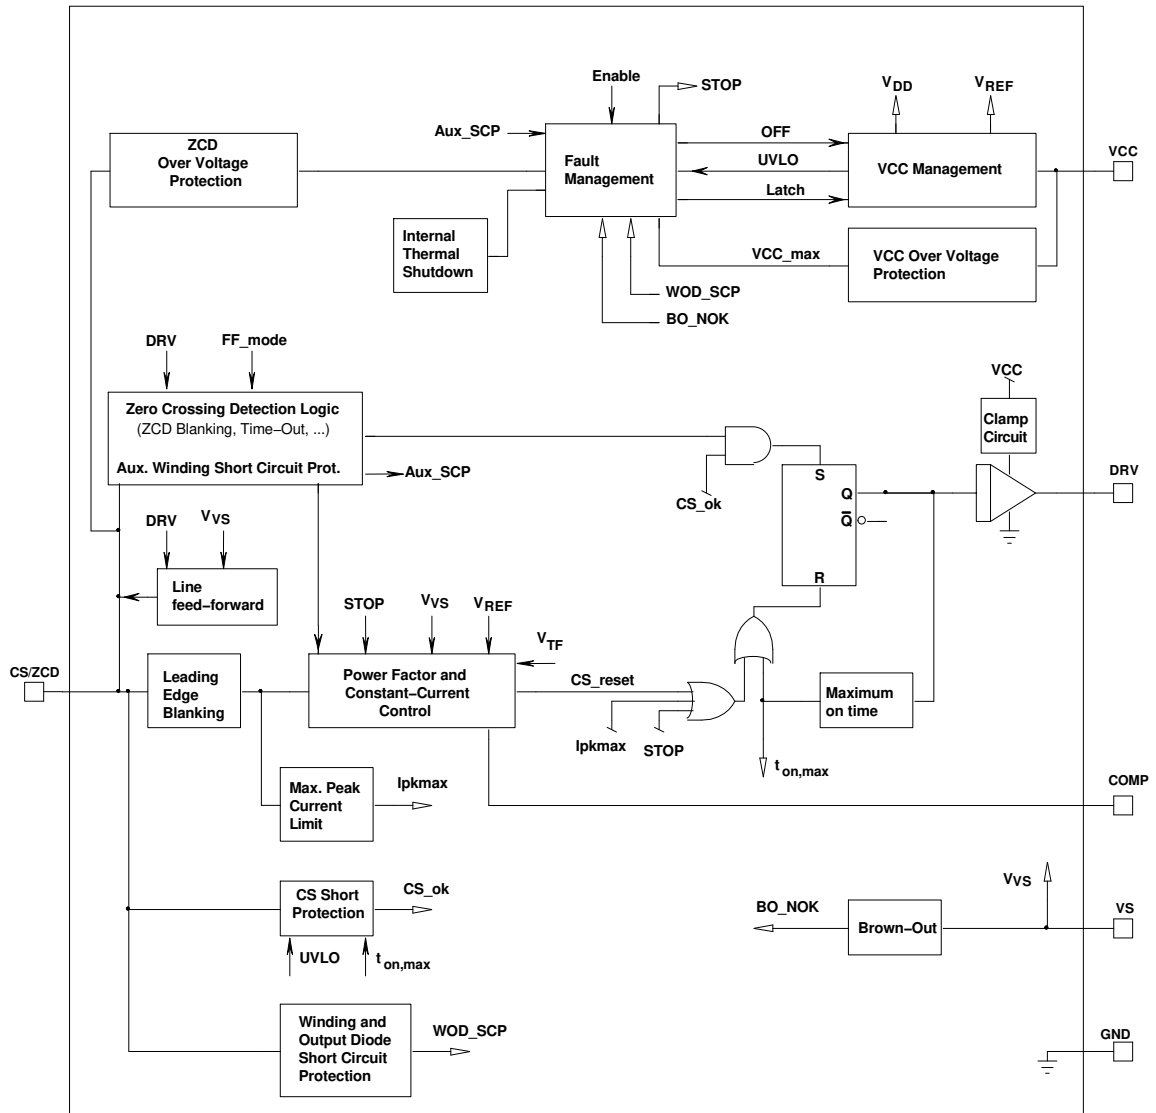 Enable
STOP
V_DD
V_REF
Aux_SCP
OFF
UVLO
Latch
VCC
ZCD
Over Voltage
Protection
Fault
Management
VCC Management
Internal
Thermal
Shutdown
VCC_max
VCC Over Voltage
Protection
WOD_SCP
BO_NOK
DRV
FF_mode
VCC
Zero Crossing Detection Logic
(ZCD Blanking, Time−Out, ...)
Aux. Winding Short Circuit Prot.
Aux_SCP
Clamp
Circuit
DRV
CS_ok
S
Q
Q̅
R
DRV
V_VS
Line
feed−forward
STOP
V_VS
V_REF
V_TF
CS/ZCD
Leading
Edge
Blanking
Power Factor and
Constant−Current
Control
CS_reset
Ipkmax
STOP
Maximum
on time
t_on,max
Max. Peak
Current
Limit
Ipkmax
COMP
CS Short
Protection
CS_ok
UVLO
t_on,max
V_VS
BO_NOK
Brown−Out
VS
Winding and
Output Diode
Short Circuit
Protection
WOD_SCP
GND